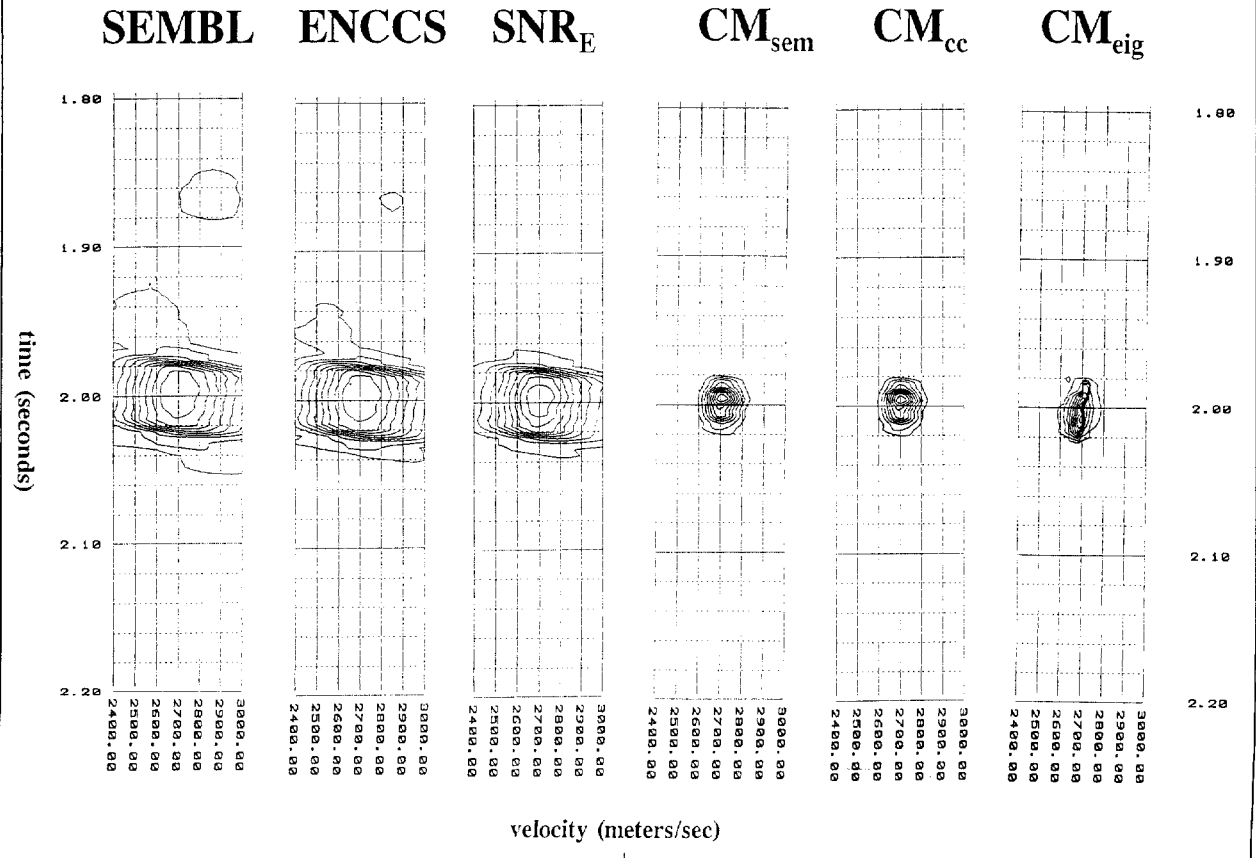 SEMBL ENCCS SNR_E CM_sem CM_cc CM_eig
1.80 1.80
1.90 1.90
time (seconds)
2.00 2.00
2.10 2.10
2.20 2.20
2400.00 2500.00 2600.00 2700.00 2800.00 2900.00 3000.00
2400.00 2500.00 2600.00 2700.00 2800.00 2900.00 3000.00
2400.00 2500.00 2600.00 2700.00 2800.00 2900.00 3000.00
2400.00 2500.00 2600.00 2700.00 2800.00 2900.00 3000.00
2400.00 2500.00 2600.00 2700.00 2800.00 2900.00 3000.00
2400.00 2500.00 2600.00 2700.00 2800.00 2900.00 3000.00
velocity (meters/sec)